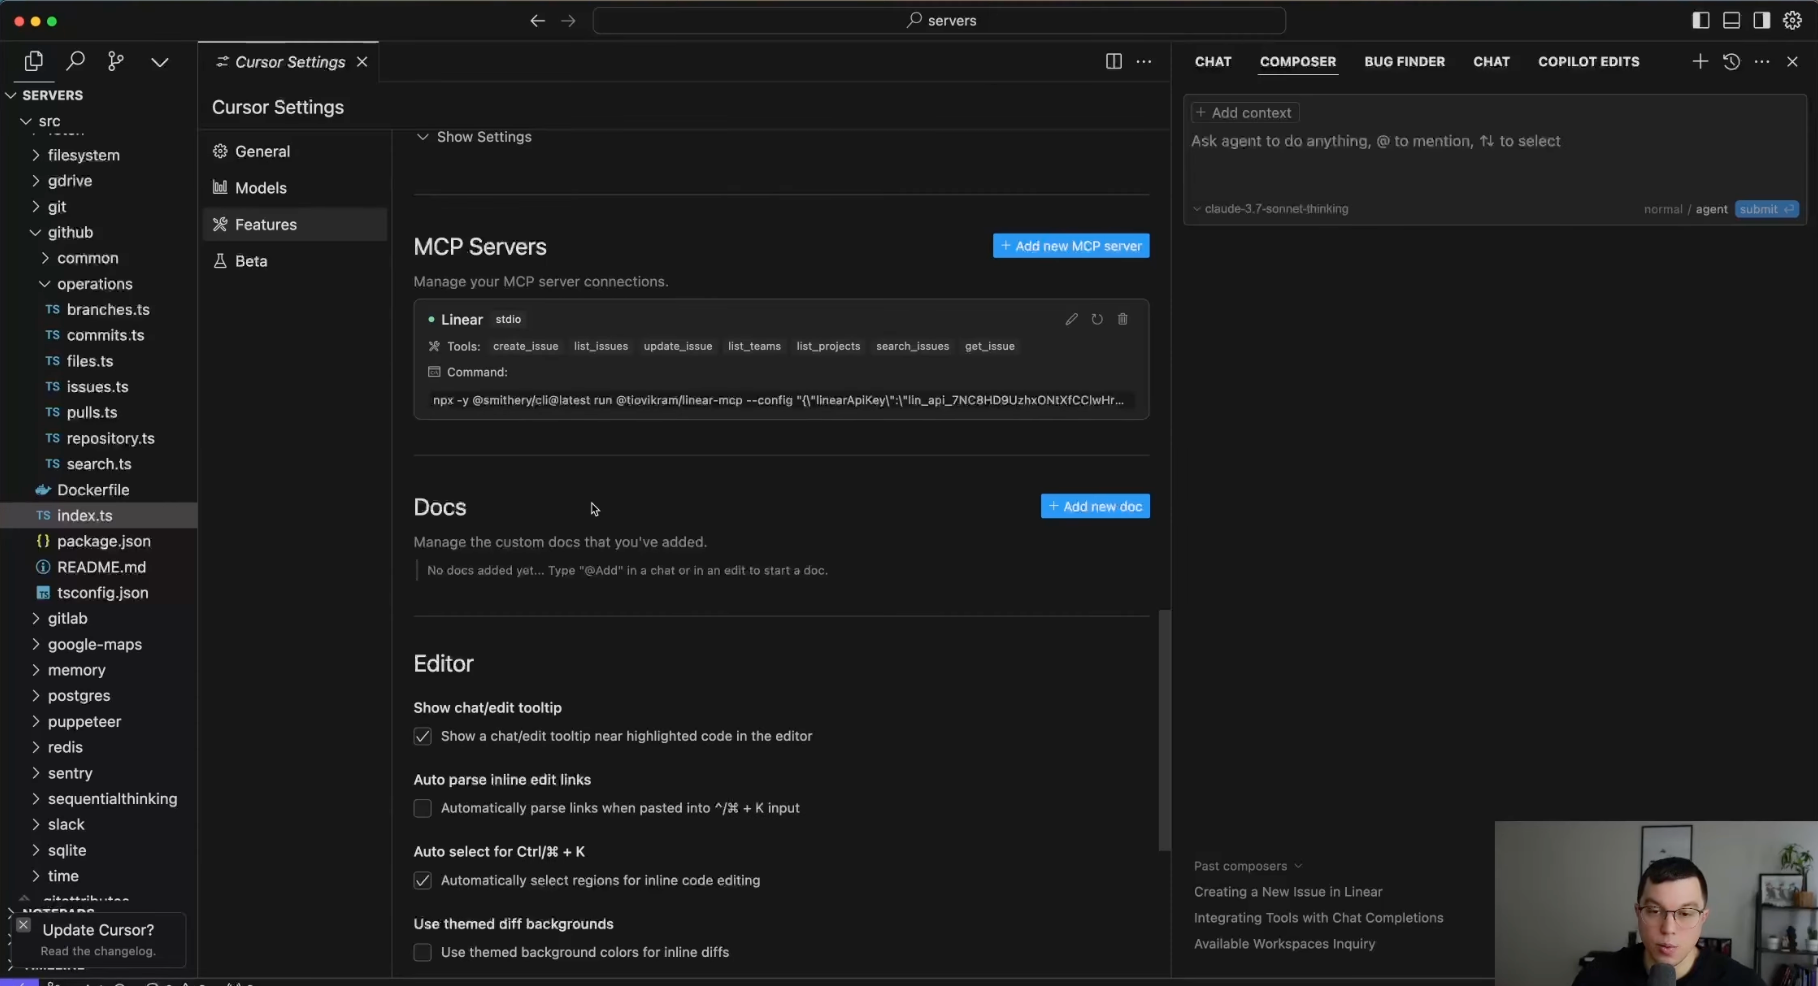 servers
Cursor Settings
CHAT
COMPOSER
BUG FINDER
CHAT
COPILOT EDITS
SERVERS
src
filesystem
gdrive
git
github
common
operations
TS branches.ts
TS commits.ts
TS files.ts
TS issues.ts
TS pulls.ts
TS repository.ts
TS search.ts
Dockerfile
TS index.ts
{} package.json
README.md
TS tsconfig.json
gitlab
google-maps
memory
postgres
puppeteer
redis
sentry
sequentialthinking
slack
sqlite
time
Update Cursor?
Read the changelog.
Cursor Settings
General
Models
Features
Beta
Show Settings
MCP Servers
+ Add new MCP server
Manage your MCP server connections.
Linear stdio
Tools: create_issue list_issues update_issue list_teams list_projects search_issues get_issue
Command:
npx -y @smithery/cli@latest run @tiovikram/linear-mcp --config "{\"linearApiKey\":\"lin_api_...
Docs
+ Add new doc
Manage the custom docs that you've added.
No docs added yet... Type "@Add" in a chat or in an edit to start a doc.
Editor
Show chat/edit tooltip
Show a chat/edit tooltip near highlighted code in the editor
Auto parse inline edit links
Automatically parse links when pasted into ^/⌘ + K input
Auto select for Ctrl/⌘ + K
Automatically select regions for inline code editing
Use themed diff backgrounds
Use themed background colors for inline diffs
+ Add context
Ask agent to do anything, @ to mention, ↑↓ to select
claude-3.7-sonnet-thinking
normal / agent submit
Past composers
Creating a New Issue in Linear
Integrating Tools with Chat Completions
Available Workspaces Inquiry